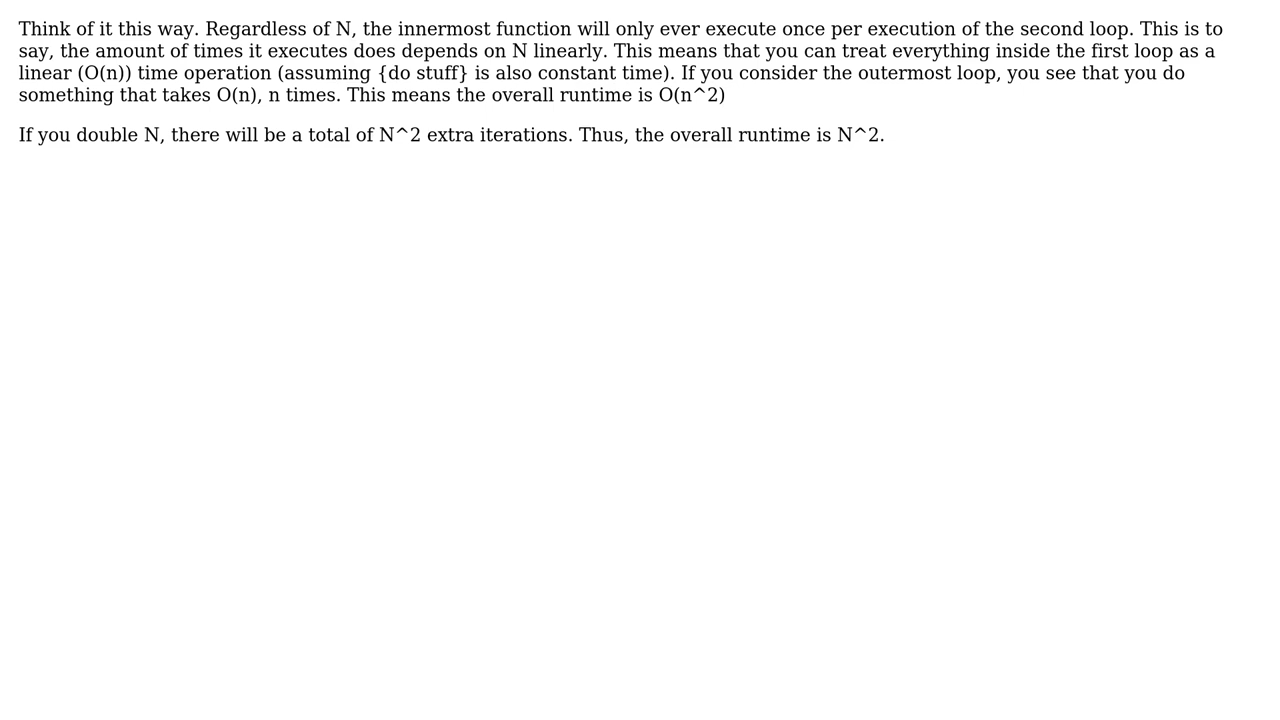 Think of it this way. Regardless of N, the innermost function will only ever execute once per execution of the second loop. This is to
say, the amount of times it executes does depends on N linearly. This means that you can treat everything inside the first loop as a
linear (O(n)) time operation (assuming {do stuff} is also constant time). If you consider the outermost loop, you see that you do
something that takes O(n), n times. This means the overall runtime is O(n^2)
If you double N, there will be a total of N^2 extra iterations. Thus, the overall runtime is N^2.